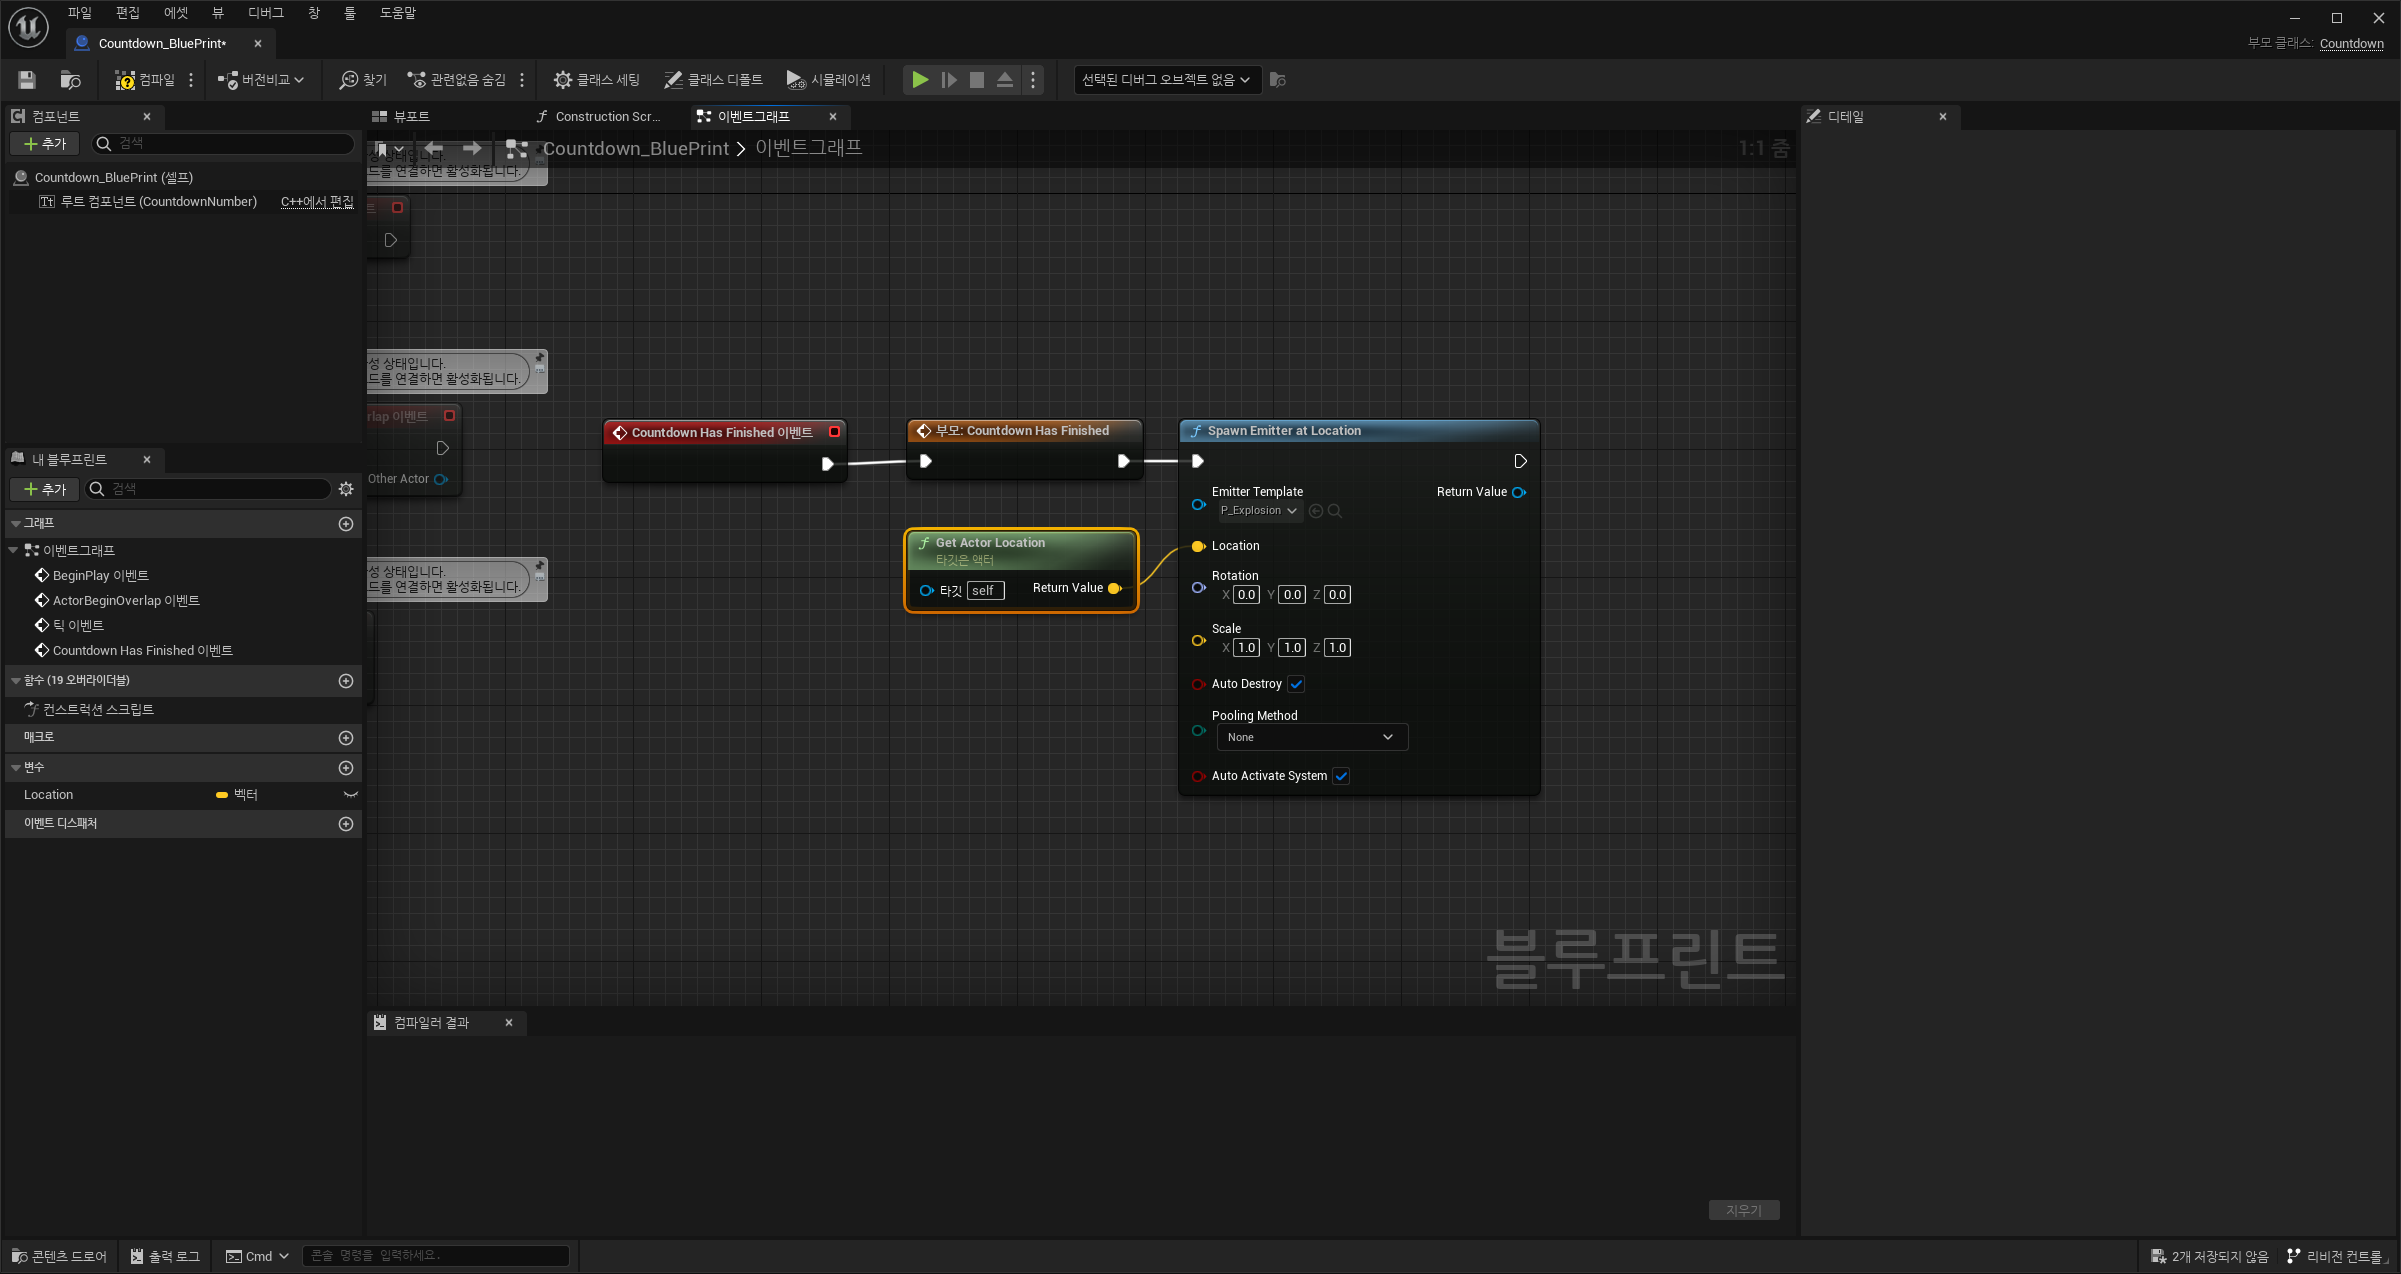 파일 편집 에셋 뷰 디버그 창 툴 도움말
Countdown_BluePrint*
부모 클래스: Countdown
컴파일 버전비교 찾기 관련없음 숨김 클래스 세팅 클래스 디폴트 시뮬레이션 선택된 디버그 오브젝트 없음
컴포넌트
추가 검색
Countdown_BluePrint (셀프)
루트 컴포넌트 (CountdownNumber) C++에서 편집
내 블루프린트
추가 검색
그래프
이벤트그래프
BeginPlay 이벤트
ActorBeginOverlap 이벤트
틱 이벤트
Countdown Has Finished 이벤트
함수 (19 오버라이더블)
컨스트럭션 스크립트
매크로
변수
Location 벡터
이벤트 디스패처
뷰포트 Construction Scr... 이벤트그래프
Countdown_BluePrint > 이벤트그래프 1:1 줌
성 상태입니다.
드를 연결하면 활성화됩니다.
트
성 상태입니다.
드를 연결하면 활성화됩니다.
rlap 이벤트
Other Actor
성 상태입니다.
드를 연결하면 활성화됩니다.
Countdown Has Finished 이벤트
부모: Countdown Has Finished
Get Actor Location
타깃은 액터
타깃 self Return Value
Spawn Emitter at Location
Emitter Template Return Value
P_Explosion
Location
Rotation
X 0.0 Y 0.0 Z 0.0
Scale
X 1.0 Y 1.0 Z 1.0
Auto Destroy
Pooling Method
None
Auto Activate System
블루프린트
컴파일러 결과
지우기
디테일
콘텐츠 드로어 출력 로그 Cmd 콘솔 명령을 입력하세요. 2개 저장되지 않음 리비전 컨트롤